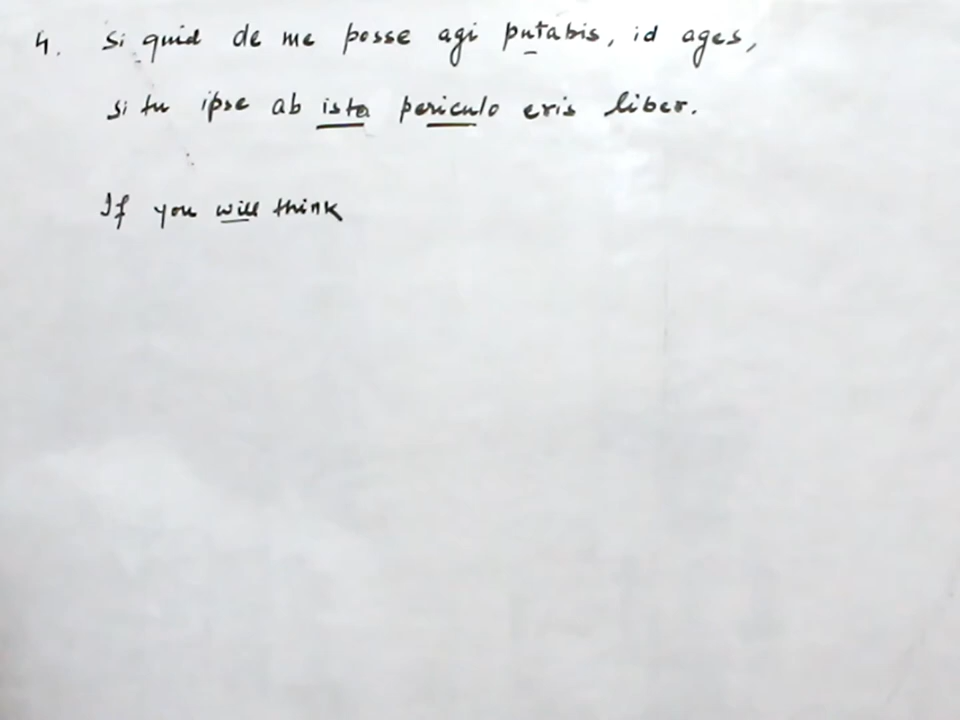 4. Si quid de me posse agi putabis, id ages,
si tu ipse ab isto periculo eris liber.
If you will think